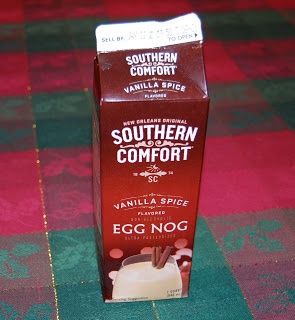 SELL BY
TO OPEN
SOUTHERN
COMFORT
VANILLA SPICE
FLAVORED
NEW ORLEANS ORIGINAL
SOUTHERN
COMFORT
SC
VANILLA SPICE
FLAVORED
NON-ALCOHOLIC
EGG NOG
ULTRA-PASTEURIZED